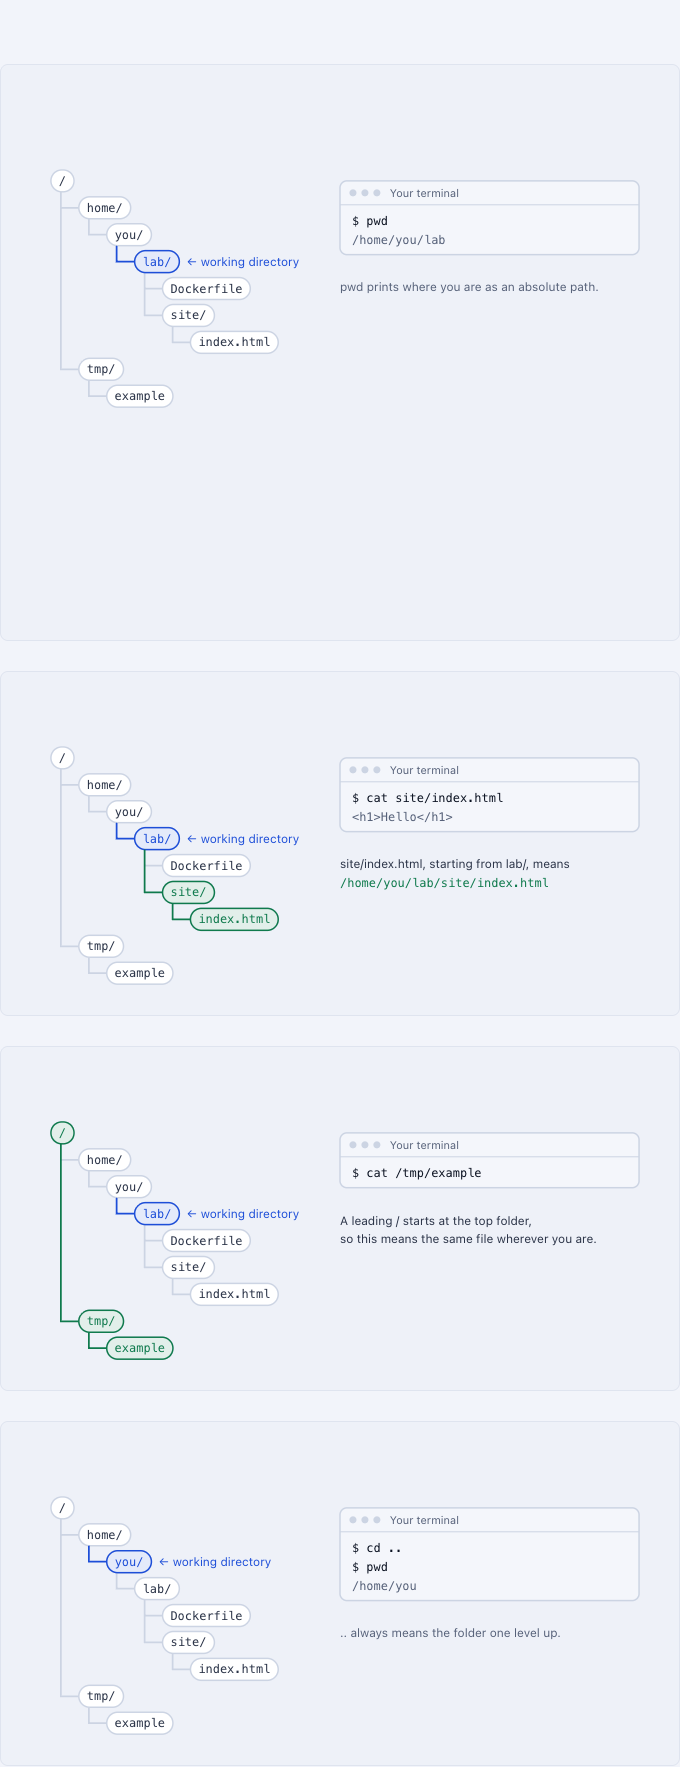 /
home/
you/
lab/ ← working directory
Dockerfile
site/
index.html
tmp/
example
Your terminal
$ pwd
/home/you/lab
pwd prints where you are as an absolute path.
/
home/
you/
lab/ ← working directory
Dockerfile
site/
index.html
tmp/
example
Your terminal
$ cat site/index.html
<h1>Hello</h1>
site/index.html, starting from lab/, means
/home/you/lab/site/index.html
/
home/
you/
lab/ ← working directory
Dockerfile
site/
index.html
tmp/
example
Your terminal
$ cat /tmp/example
A leading / starts at the top folder,
so this means the same file wherever you are.
/
home/
you/ ← working directory
lab/
Dockerfile
site/
index.html
tmp/
example
Your terminal
$ cd ..
$ pwd
/home/you
.. always means the folder one level up.